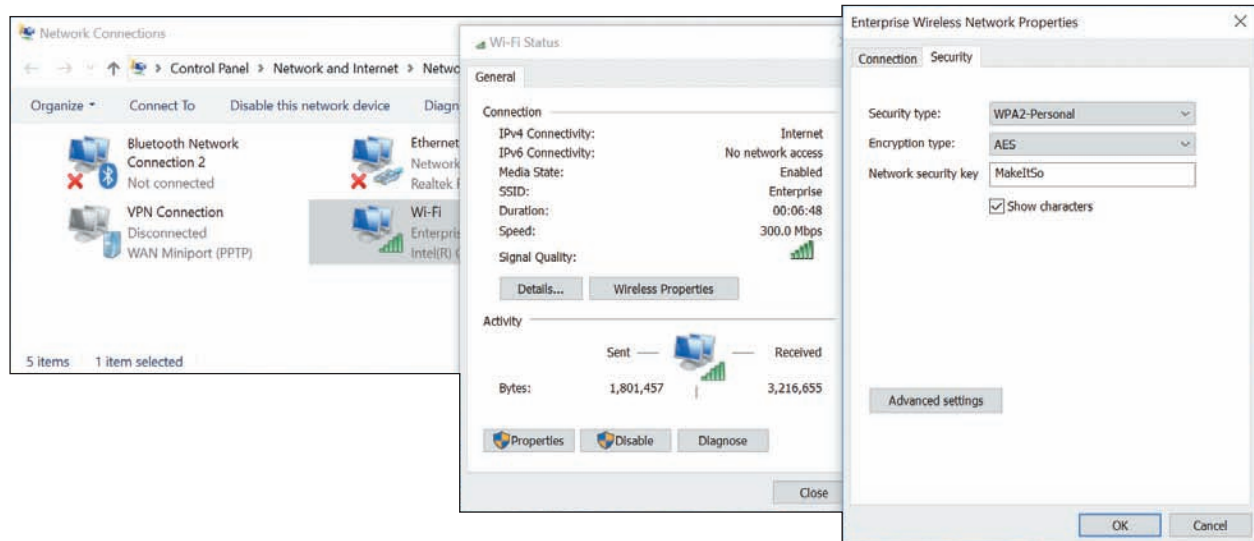 Network Connections
Control Panel > Network and Internet > Netwo
Organize Connect To Disable this network device Diagn
Bluetooth Network
Connection 2
Not connected
Ethernet
Network
Realtek
VPN Connection
Disconnected
WAN Miniport (PPTP)
Wi-Fi
Enterpris
Intel(R)
5 items 1 item selected
Wi-Fi Status
General
Connection
IPv4 Connectivity: Internet
IPv6 Connectivity: No network access
Media State: Enabled
SSID: Enterprise
Duration: 00:06:48
Speed: 300.0 Mbps
Signal Quality:
Details... Wireless Properties
Activity
Sent Received
Bytes: 1,801,457 3,216,655
Properties Disable Diagnose
Close
Enterprise Wireless Network Properties
Connection Security
Security type: WPA2-Personal
Encryption type: AES
Network security key MakeItSo
Show characters
Advanced settings
OK Cancel